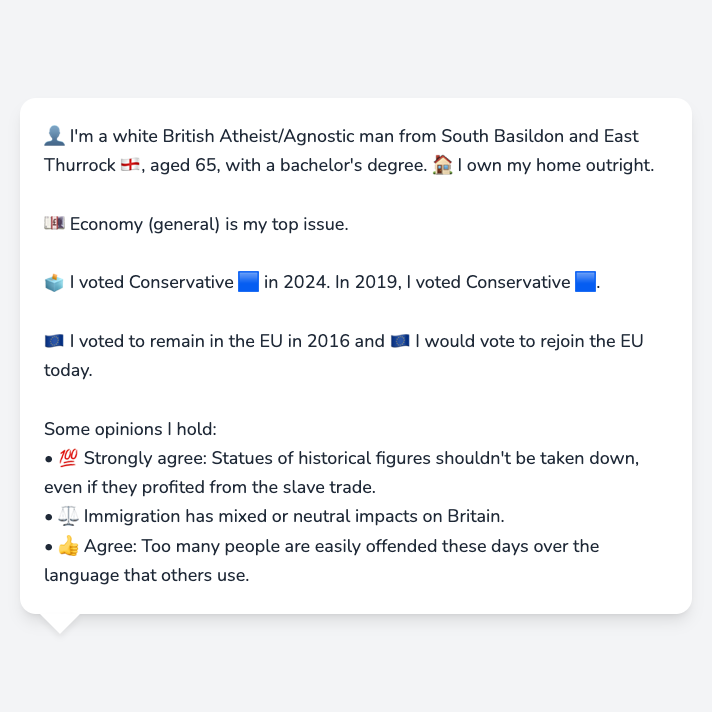 👤 I'm a white British Atheist/Agnostic man from South Basildon and East
Thurrock 🏴󠁧󠁢󠁥󠁮󠁧󠁿, aged 65, with a bachelor's degree. 🏠 I own my home outright.
💷 Economy (general) is my top issue.
🗳️ I voted Conservative 🟦 in 2024. In 2019, I voted Conservative 🟦.
🇪🇺 I voted to remain in the EU in 2016 and 🇪🇺 I would vote to rejoin the EU
today.
Some opinions I hold:
• 💯 Strongly agree: Statues of historical figures shouldn't be taken down,
even if they profited from the slave trade.
• ⚖️ Immigration has mixed or neutral impacts on Britain.
• 👍 Agree: Too many people are easily offended these days over the
language that others use.